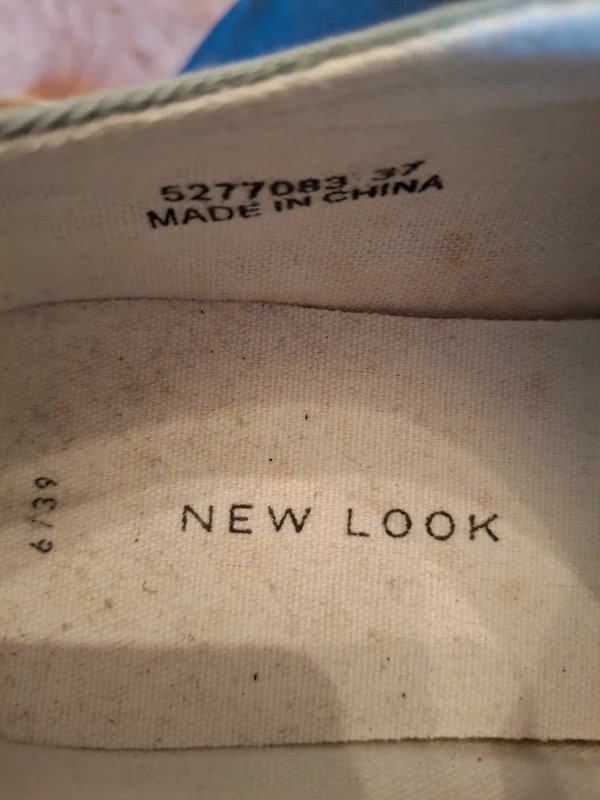 5277083 37
MADE IN CHINA
6/39
NEW LOOK